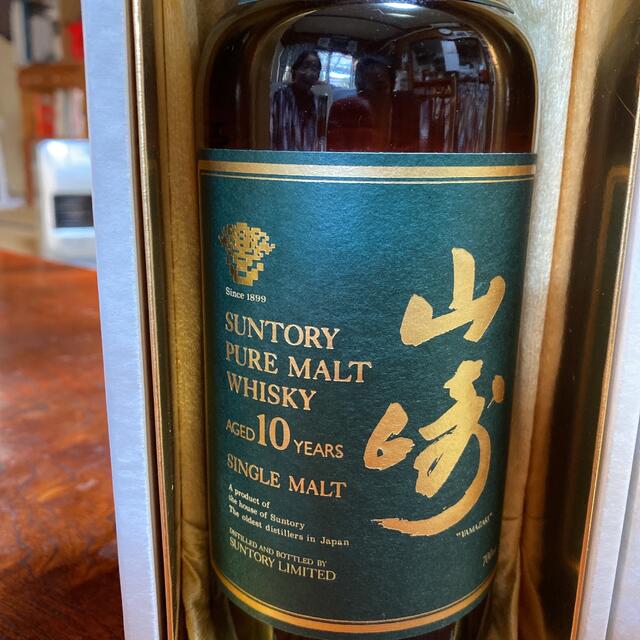 Since 1899
SUNTORY
PURE MALT
WHISKY
AGED 10 YEARS
SINGLE MALT
A product of
the house of Suntory
The oldest distillers in Japan
DISTILLED AND BOTTLED BY
SUNTORY LIMITED
山崎
"YAMAZAKI"